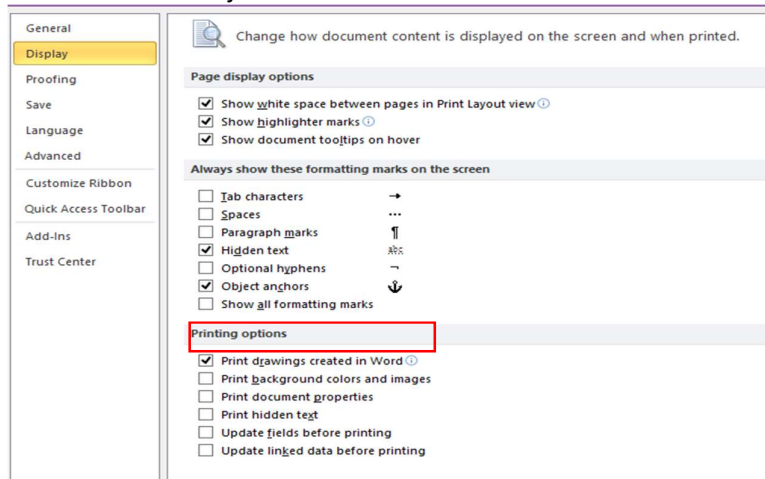 General
Display
Proofing
Save
Language
Advanced
Customize Ribbon
Quick Access Toolbar
Add-Ins
Trust Center
Change how document content is displayed on the screen and when printed.
Page display options
Show white space between pages in Print Layout view
Show highlighter marks
Show document tooltips on hover
Always show these formatting marks on the screen
Tab characters →
Spaces ...
Paragraph marks ¶
Hidden text abc
Optional hyphens ¬
Object anchors
Show all formatting marks
Printing options
Print drawings created in Word
Print background colors and images
Print document properties
Print hidden text
Update fields before printing
Update linked data before printing